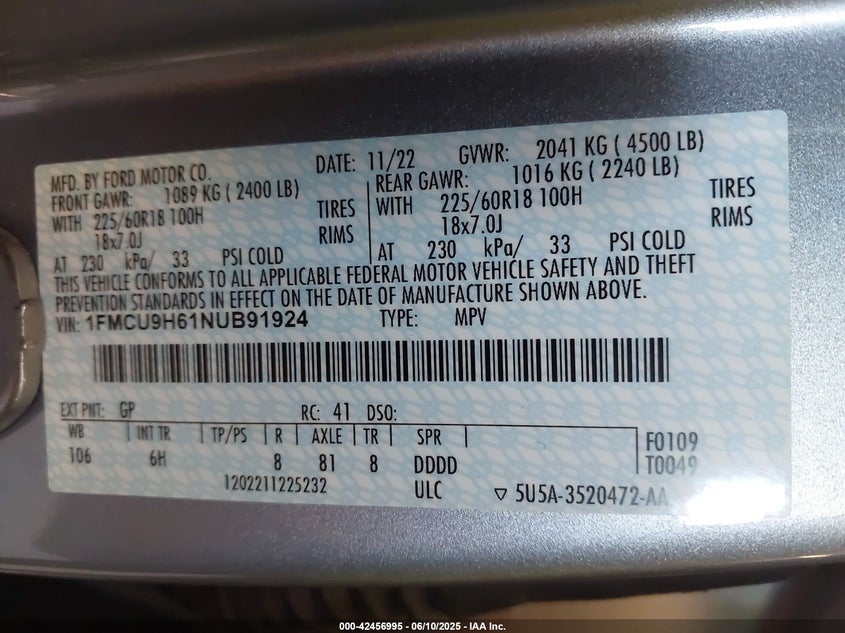 MFD. BY FORD MOTOR CO. DATE: 11/22 GVWR: 2041 KG ( 4500 LB)
FRONT GAWR: 1089 KG ( 2400 LB) REAR GAWR: 1016 KG ( 2240 LB)
WITH 225/60R18 100H TIRES WITH 225/60R18 100H TIRES
18x7.0J RIMS 18x7.0J RIMS
AT 230 kPa/ 33 PSI COLD AT 230 kPa/ 33 PSI COLD
THIS VEHICLE CONFORMS TO ALL APPLICABLE FEDERAL MOTOR VEHICLE SAFETY AND THEFT
PREVENTION STANDARDS IN EFFECT ON THE DATE OF MANUFACTURE SHOWN ABOVE.
VIN: 1FMCU9H61NUB91924 TYPE: MPV
EXT PNT: GP RC: 41 DSO:
WB INT TR TP/PS R AXLE TR SPR F0109
106 6H 8 81 8 DDDD T0049
1202211225232 ULC ▽ 5U5A-3520472-AA
000-42456995 - 06/10/2025 - IAA Inc.